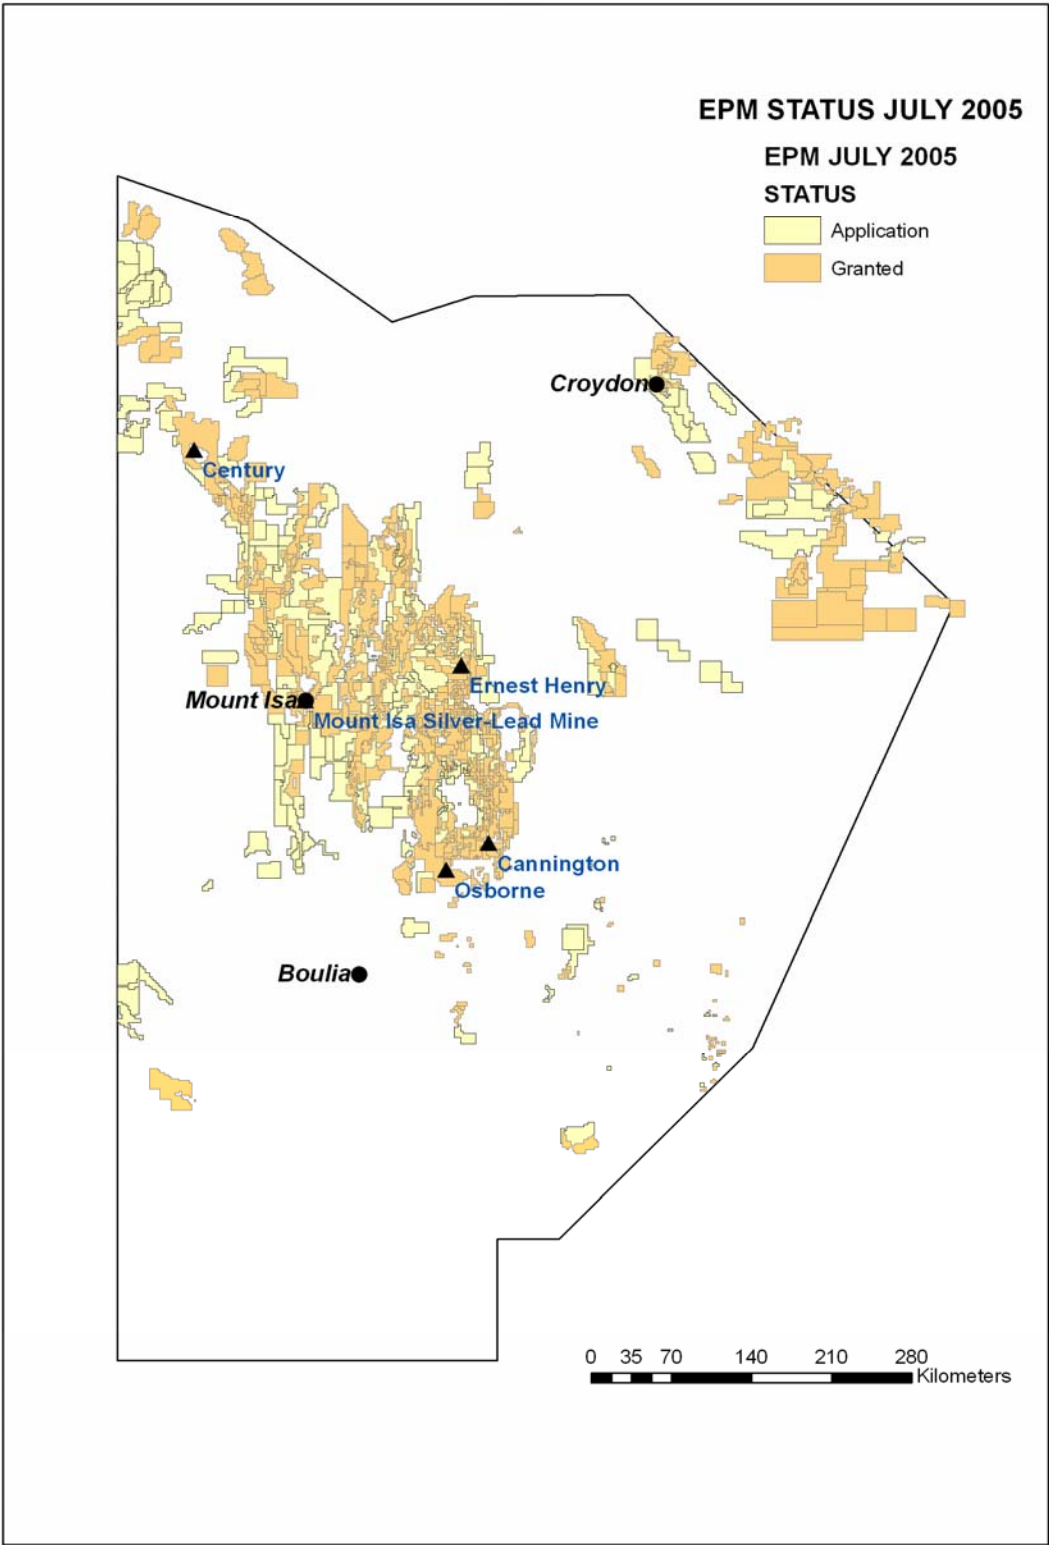 EPM STATUS JULY 2005
EPM JULY 2005
STATUS
Application
Granted
Croydon
Century
Ernest Henry
Mount Isa
Mount Isa Silver-Lead Mine
Cannington
Osborne
Boulia
0 35 70 140 210 280
Kilometers